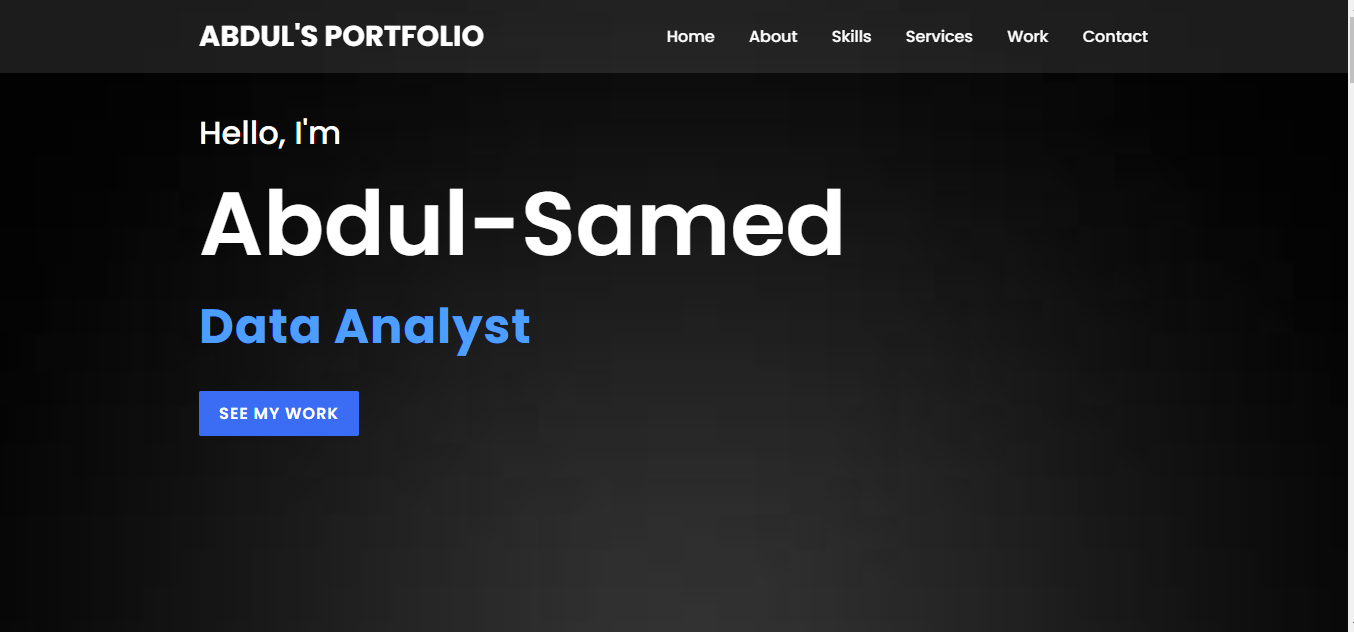 ABDUL'S PORTFOLIO
Home About Skills Services Work Contact
Hello, I'm
Abdul-Samed
Data Analyst
SEE MY WORK